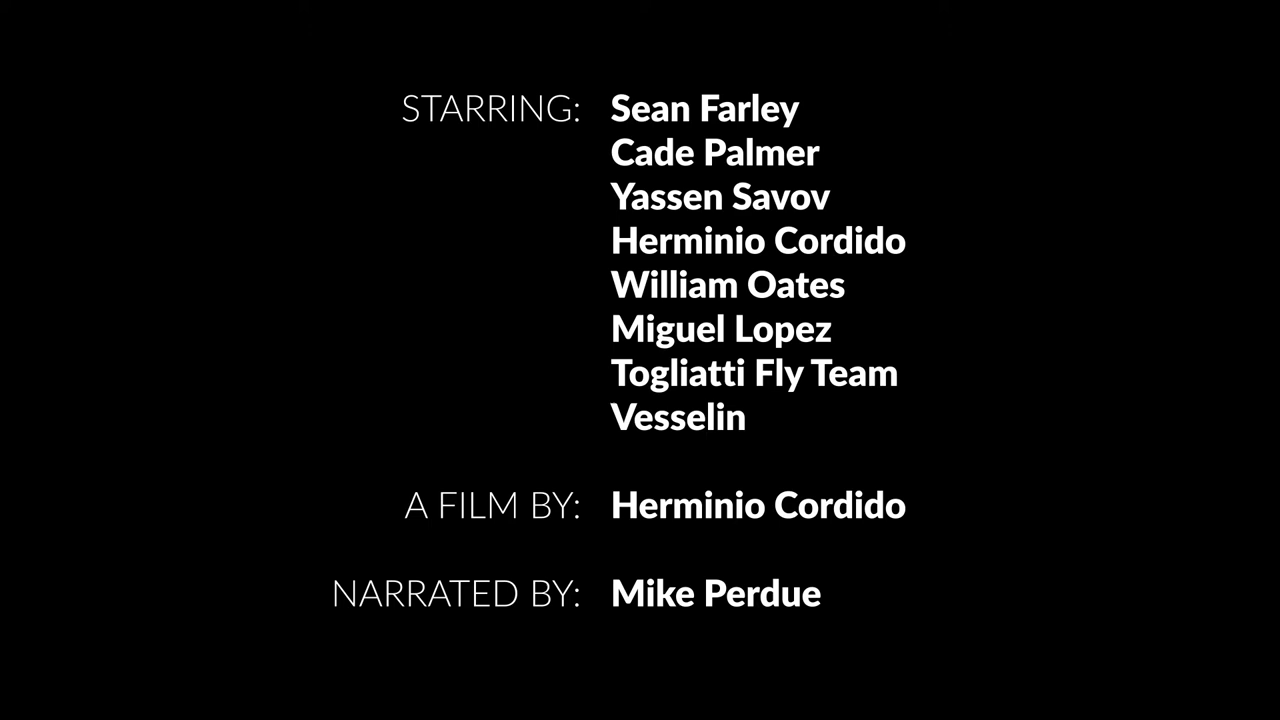 STARRING: Sean Farley
Cade Palmer
Yassen Savov
Herminio Cordido
William Oates
Miguel Lopez
Togliatti Fly Team
Vesselin
A FILM BY: Herminio Cordido
NARRATED BY: Mike Perdue